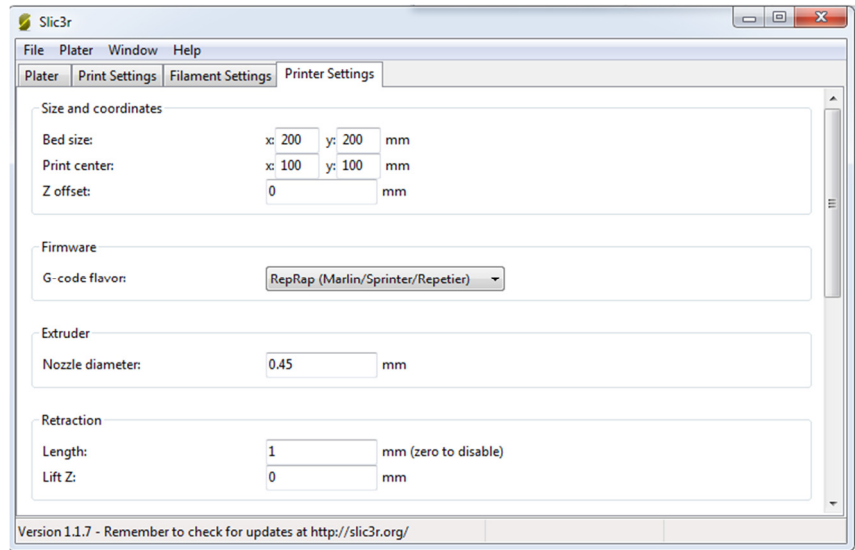 Slic3r
File Plater Window Help
Plater Print Settings Filament Settings Printer Settings
Size and coordinates
Bed size: x: 200 y: 200 mm
Print center: x: 100 y: 100 mm
Z offset: 0 mm
Firmware
G-code flavor: RepRap (Marlin/Sprinter/Repetier)
Extruder
Nozzle diameter: 0.45 mm
Retraction
Length: 1 mm (zero to disable)
Lift Z: 0 mm
Version 1.1.7 - Remember to check for updates at http://slic3r.org/